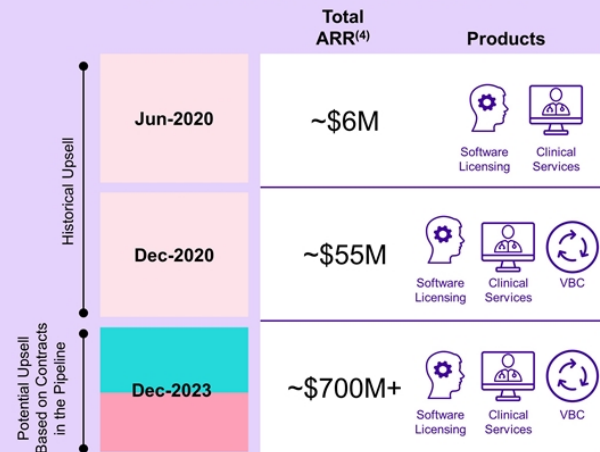 Total
ARR(4)
Products
Historical Upsell
Jun-2020
~$6M
Software
Licensing
Clinical
Services
Dec-2020
~$55M
Software
Licensing
Clinical
Services
VBC
Potential Upsell
Based on Contracts
in the Pipeline
Dec-2023
~$700M+
Software
Licensing
Clinical
Services
VBC